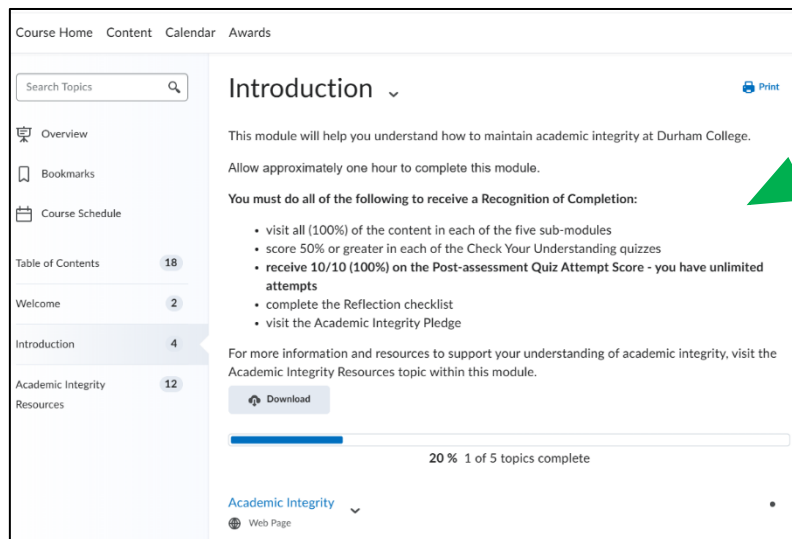 Course Home Content Calendar Awards
Search Topics
Overview
Bookmarks
Course Schedule
Table of Contents 18
Welcome 2
Introduction 4
Academic Integrity 12
Resources
Introduction
Print
This module will help you understand how to maintain academic integrity at Durham College.
Allow approximately one hour to complete this module.
You must do all of the following to receive a Recognition of Completion:
• visit all (100%) of the content in each of the five sub-modules
• score 50% or greater in each of the Check Your Understanding quizzes
• receive 10/10 (100%) on the Post-assessment Quiz Attempt Score - you have unlimited
attempts
• complete the Reflection checklist
• visit the Academic Integrity Pledge
For more information and resources to support your understanding of academic integrity, visit the
Academic Integrity Resources topic within this module.
Download
20 % 1 of 5 topics complete
Academic Integrity
Web Page